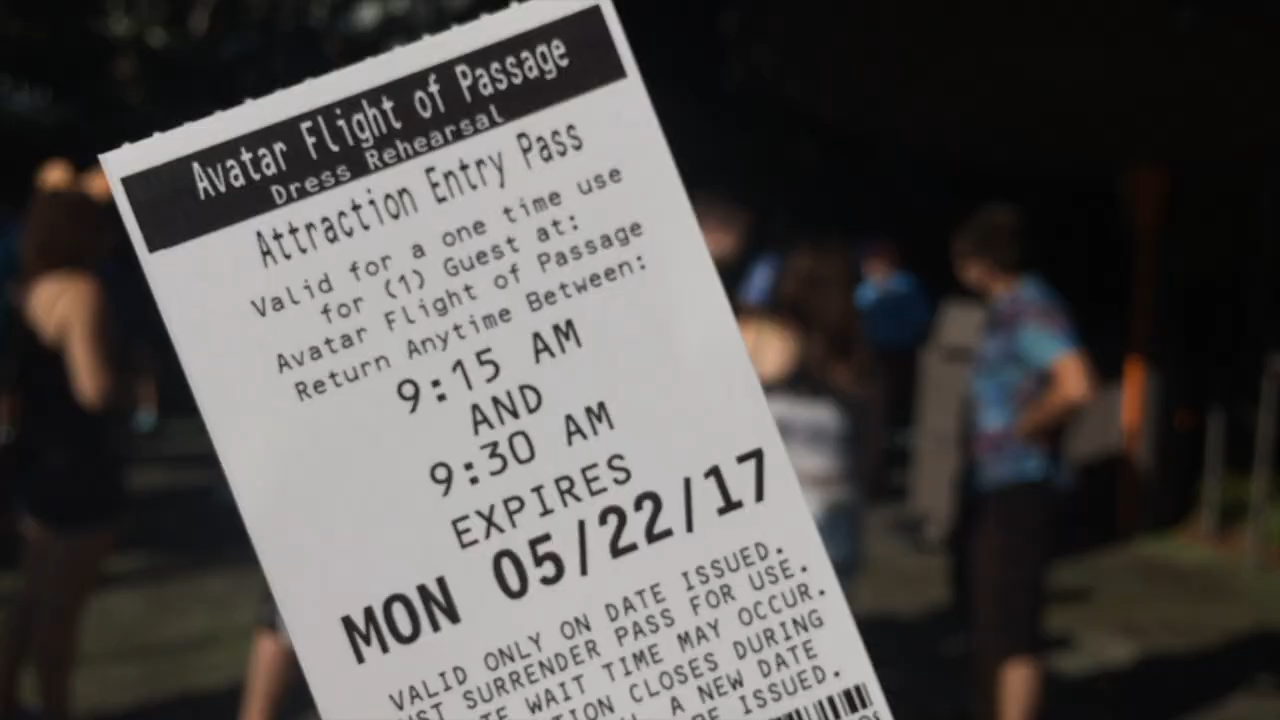 Avatar Flight of Passage
Dress Rehearsal
Attraction Entry Pass
Valid for a one time use
for (1) Guest at:
Avatar Flight of Passage
Return Anytime Between:
9:15 AM
AND
9:30 AM
EXPIRES
MON 05/22/17
VALID ONLY ON DATE ISSUED.
SURRENDER PASS FOR USE.
WAIT TIME MAY OCCUR.
CLOSES DURING
A NEW DATE
ISSUED.